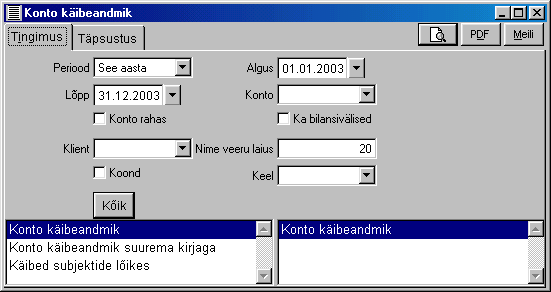 Konto käibeandmik
PDF Meili
Tingimus Täpsustus
Periood See aasta Algus 01.01.2003
Lõpp 31.12.2003 Konto
Konto rahas Ka bilansivälised
Klient Nime veeru laius 20
Koond Keel
Kõik
Konto käibeandmik Konto käibeandmik
Konto käibeandmik suurema kirjaga
Käibed subjektide lõikes